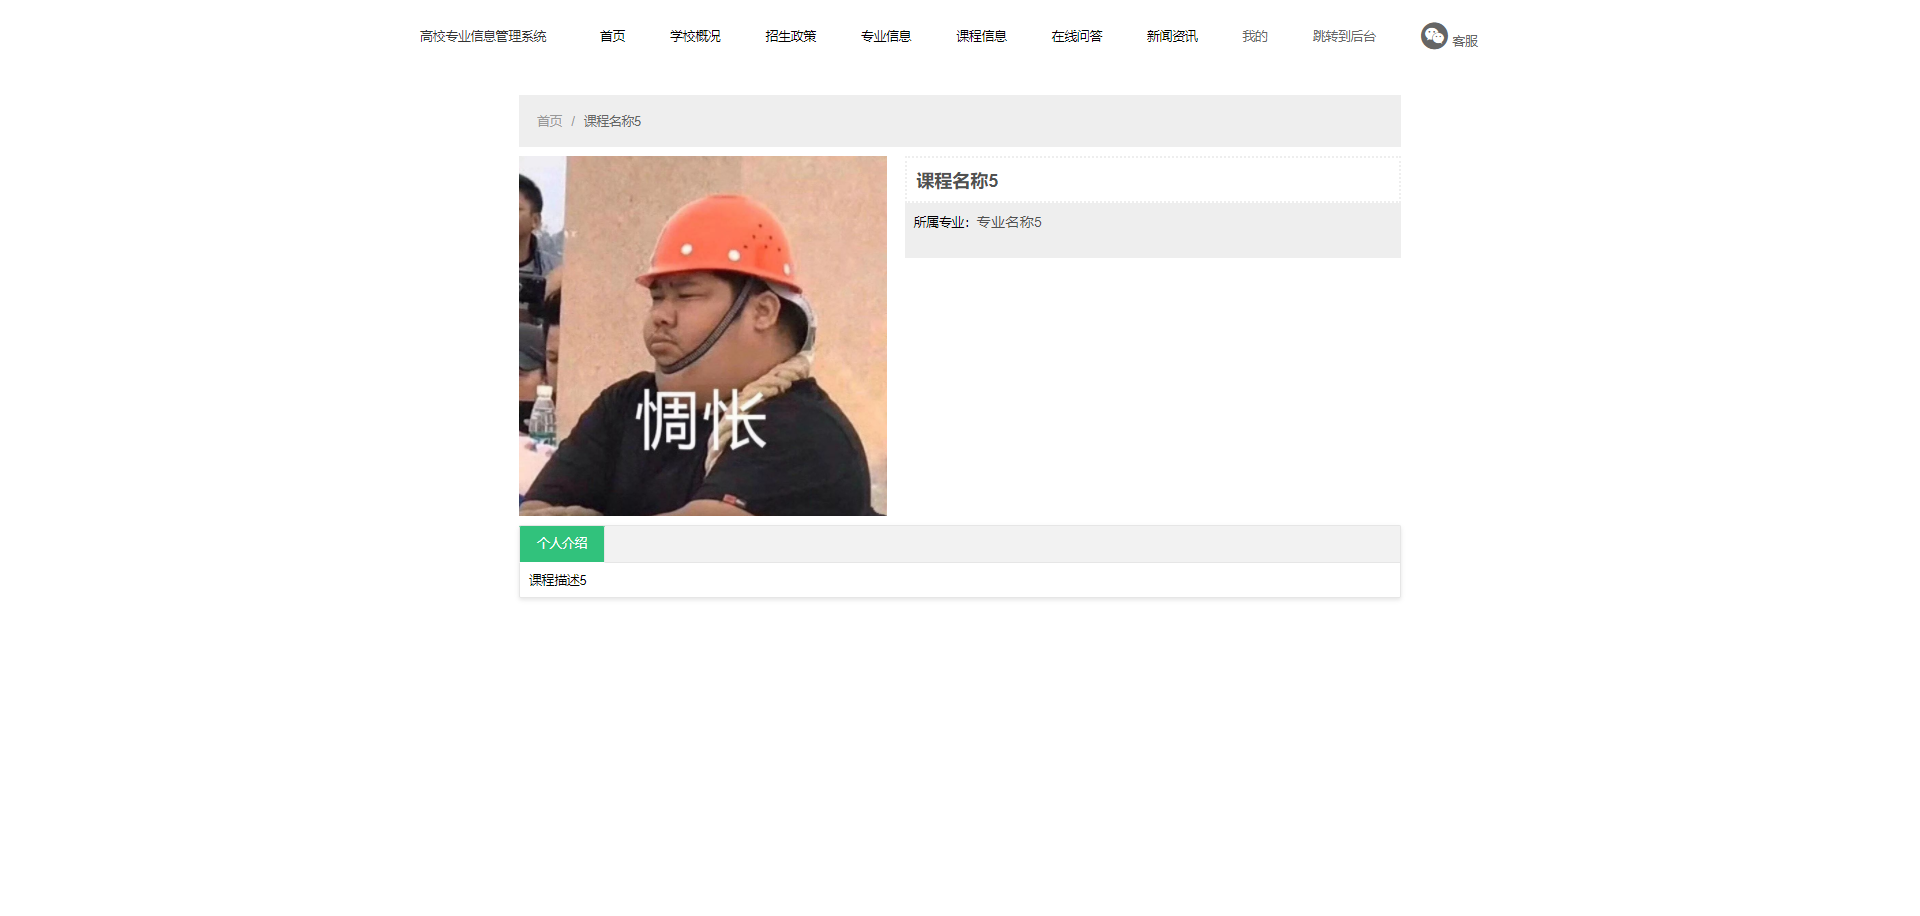 高校专业信息管理系统 首页 学校概况 招生政策 专业信息 课程信息 在线问答 新闻资讯 我的 跳转到后台 客服
首页 / 课程名称5
课程名称5
所属专业：专业名称5
惆怅
个人介绍
课程描述5